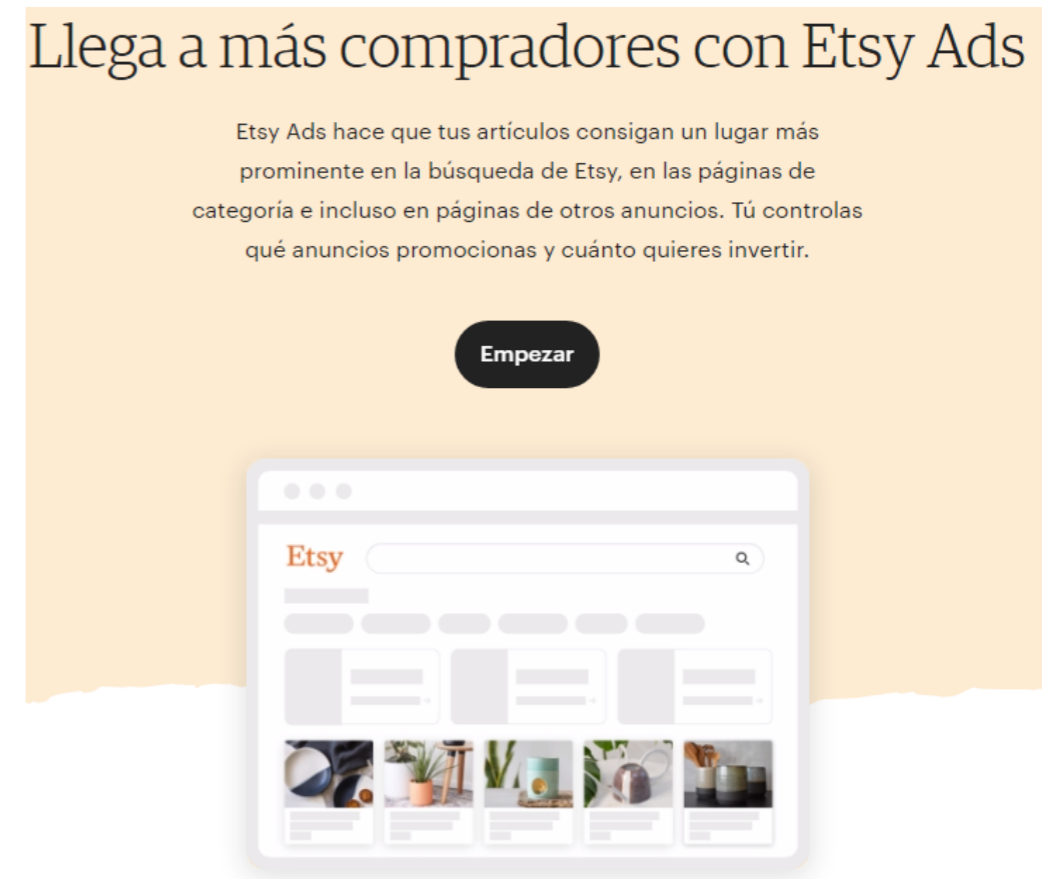 Llega a más compradores con Etsy Ads
Etsy Ads hace que tus artículos consigan un lugar más
prominente en la búsqueda de Etsy, en las páginas de
categoría e incluso en páginas de otros anuncios. Tú controlas
qué anuncios promocionas y cuánto quieres invertir.
Empezar
Etsy